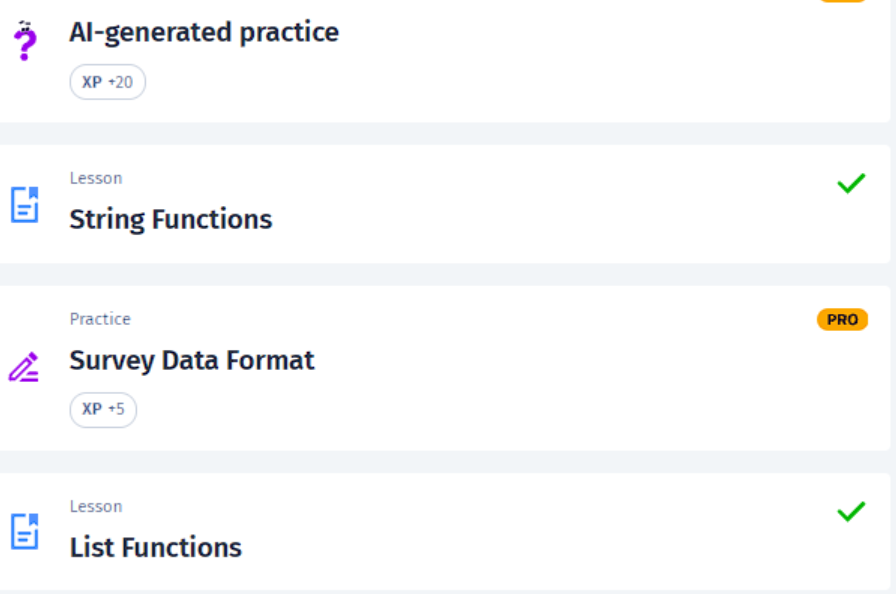 AI-generated practice
XP +20
Lesson
String Functions
Practice
PRO
Survey Data Format
XP +5
Lesson
List Functions